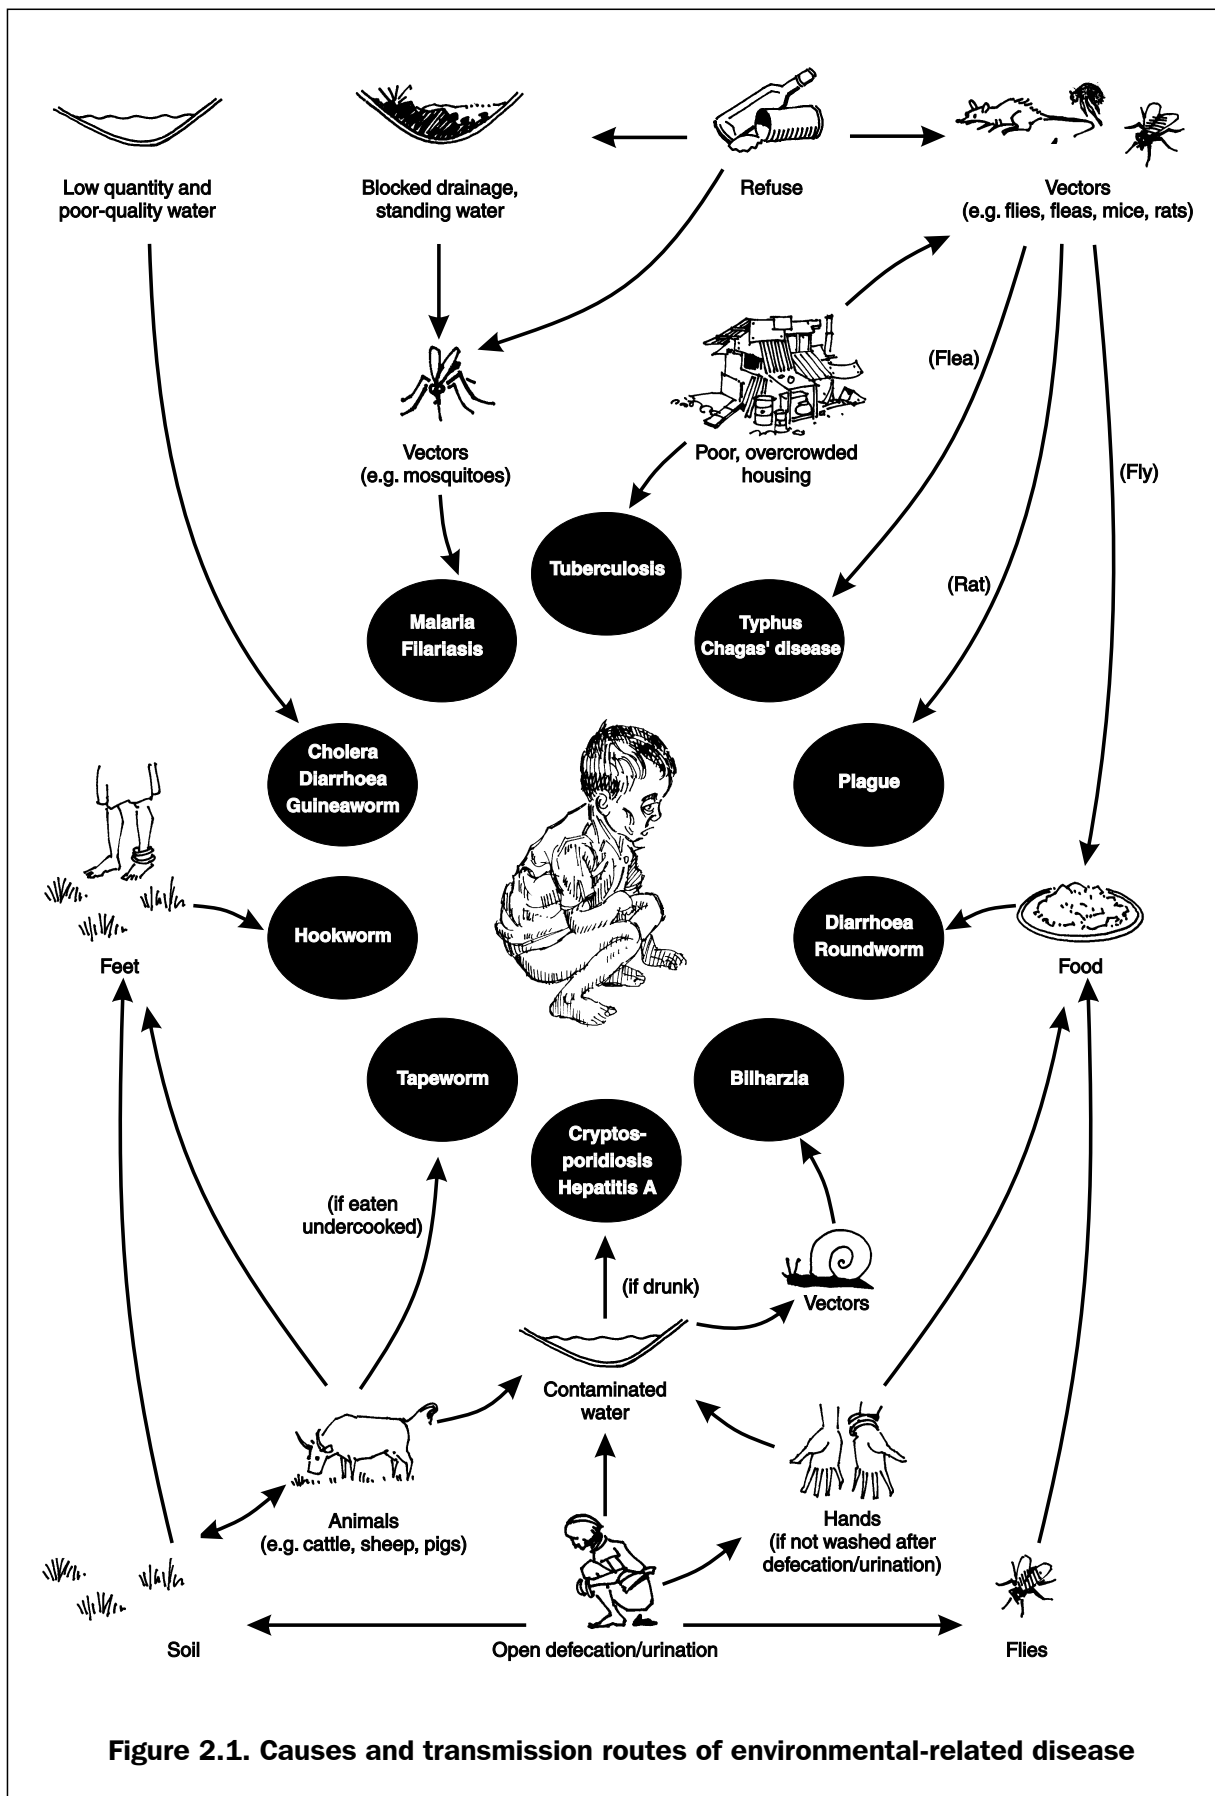 Low quantity and
poor-quality water
Blocked drainage,
standing water
Refuse
Vectors
(e.g. flies, fleas, mice, rats)
(Flea)
(Fly)
Vectors
(e.g. mosquitoes)
Poor, overcrowded
housing
(Rat)
Tuberculosis
Malaria
Filariasis
Typhus
Chagas' disease
Cholera
Diarrhoea
Guineaworm
Plague
Hookworm
Diarrhoea
Roundworm
Feet
Food
Tapeworm
Bilharzia
Cryptos-
poridiosis
Hepatitis A
(if eaten
undercooked)
(if drunk)
Vectors
Contaminated
water
Animals
(e.g. cattle, sheep, pigs)
Hands
(if not washed after
defecation/urination)
Soil
Open defecation/urination
Flies
Figure 2.1. Causes and transmission routes of environmental-related disease